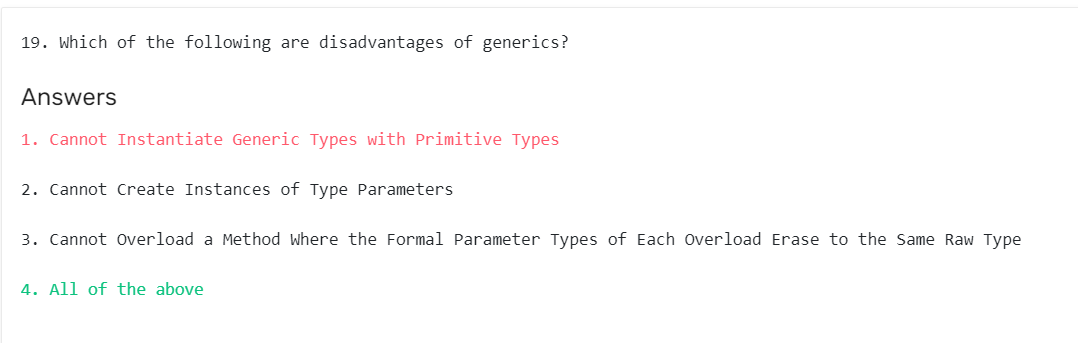 19. Which of the following are disadvantages of generics?
Answers
1. Cannot Instantiate Generic Types with Primitive Types
2. Cannot Create Instances of Type Parameters
3. Cannot Overload a Method Where the Formal Parameter Types of Each Overload Erase to the Same Raw Type
4. All of the above